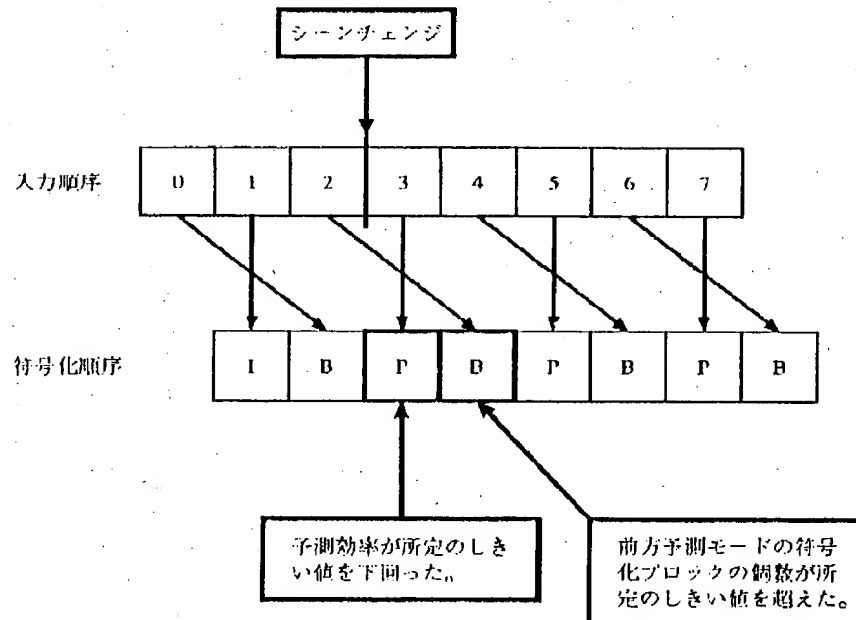 シーンチェンジ
入力順序 0 1 2 3 4 5 6 7
符号化順序 I B P B P B P B
予測効率が所定のしき
い値を下回った。
前方予測モードの符号
化ブロックの個数が所
定のしきい値を超えた。